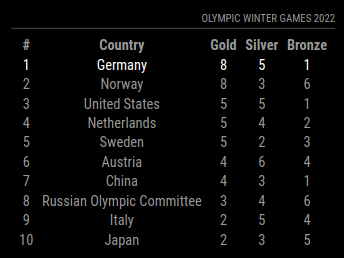 OLYMPIC WINTER GAMES 2022
# Country Gold Silver Bronze
1 Germany 8 5 1
2 Norway 8 3 6
3 United States 5 5 1
4 Netherlands 5 4 2
5 Sweden 5 2 3
6 Austria 4 6 4
7 China 4 3 1
8 Russian Olympic Committee 3 4 6
9 Italy 2 5 4
10 Japan 2 3 5